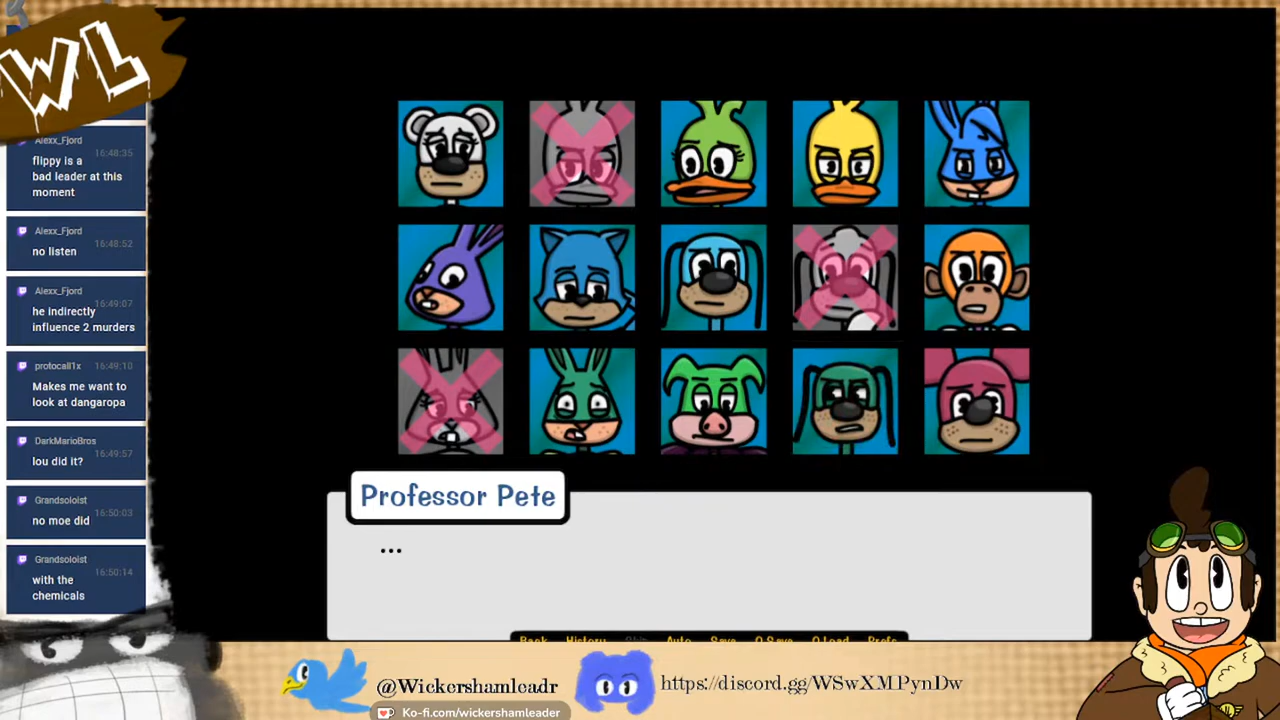 WL
Alexx_Fjord
16:48:35
flippy is a
bad leader at this
moment
Alexx_Fjord
16:48:52
no listen
Alexx_Fjord
16:49:07
he indirectly
influence 2 murders
protocall1x
16:49:10
Makes me want to
look at dangaropa
DarkMarioBros
16:49:57
lou did it?
Grandsoloist
16:50:03
no moe did
Grandsoloist
16:50:14
with the
chemicals
Professor Pete
...
Back History Skip Auto Save Q.Save Q.Load Prefs
@Wickershamleadr
https://discord.gg/WSwXMPynDw
Ko-fi.com/wickershamleader